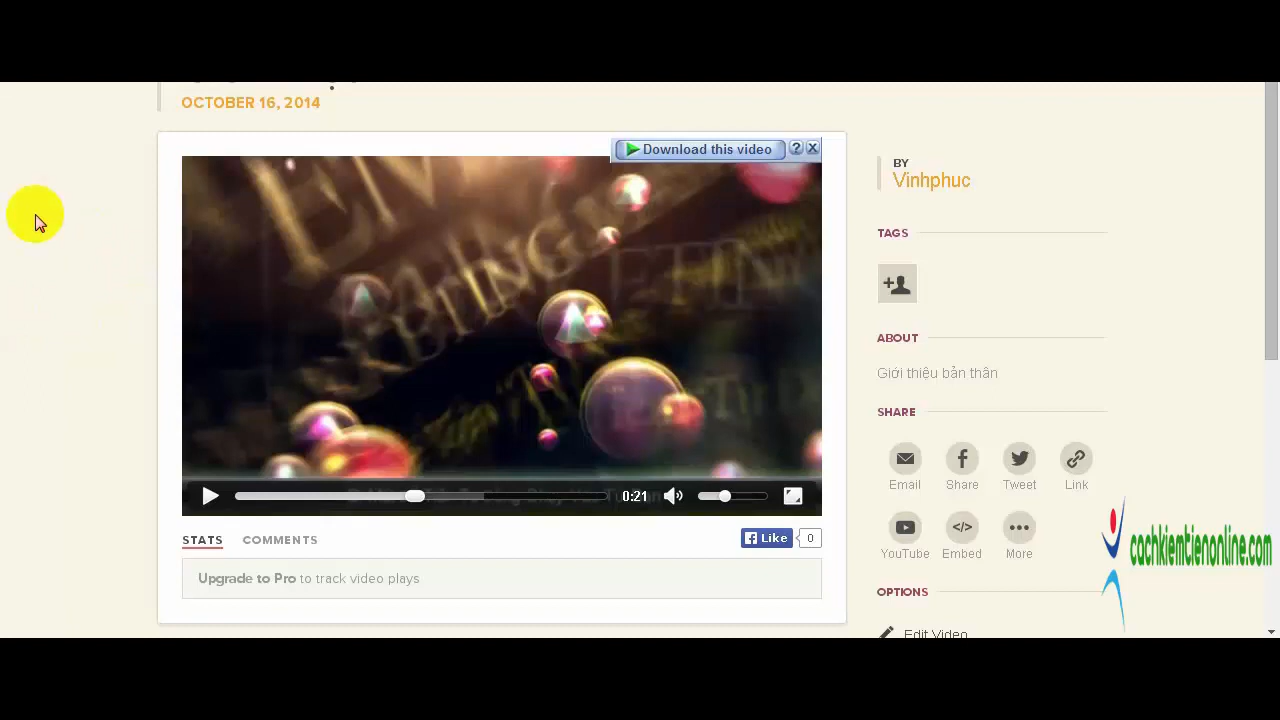 OCTOBER 16, 2014
Download this video ? X
BY
Vinhphuc
TAGS
ABOUT
Giới thiệu bản thân
SHARE
Email Share Tweet Link
YouTube Embed More
0:21
STATS COMMENTS
Like 0
Upgrade to Pro to track video plays
OPTIONS
Edit Video
cachkiemtienonline.com